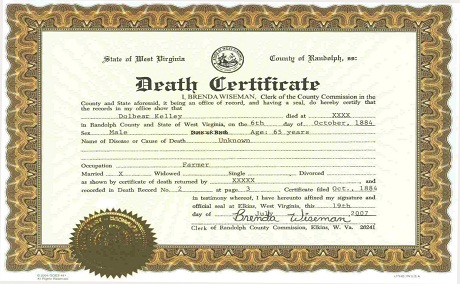 State of West Virginia County of Randolph, ss:
Death Certificate
I, BRENDA WISEMAN, Clerk of the County Commission in the
County and State aforesaid, it being an office of record, and having a seal, do hereby certify that
the records in my office show that
Dolbear Kelley died at XXXX
in Randolph County and State of West Virginia, on the 6th day of October, 1884
Sex Male Date of Birth Age: 65 years
Name of Disease or Cause of Death Unknown
Occupation Farmer
Married X Widowed Single Divorced
as shown by certificate of death returned by XXXXX , and
recorded in Death Record No. 2 at page 3 Certificate filed Oct., 1884
in testimony whereof, I have hereunto affixed my signature and
official seal at Elkins, West Virginia, this 19th
day of July 2007
Brenda Wiseman
Clerk of Randolph County Commission, Elkins, W. Va. 26241
All Rights Reserved